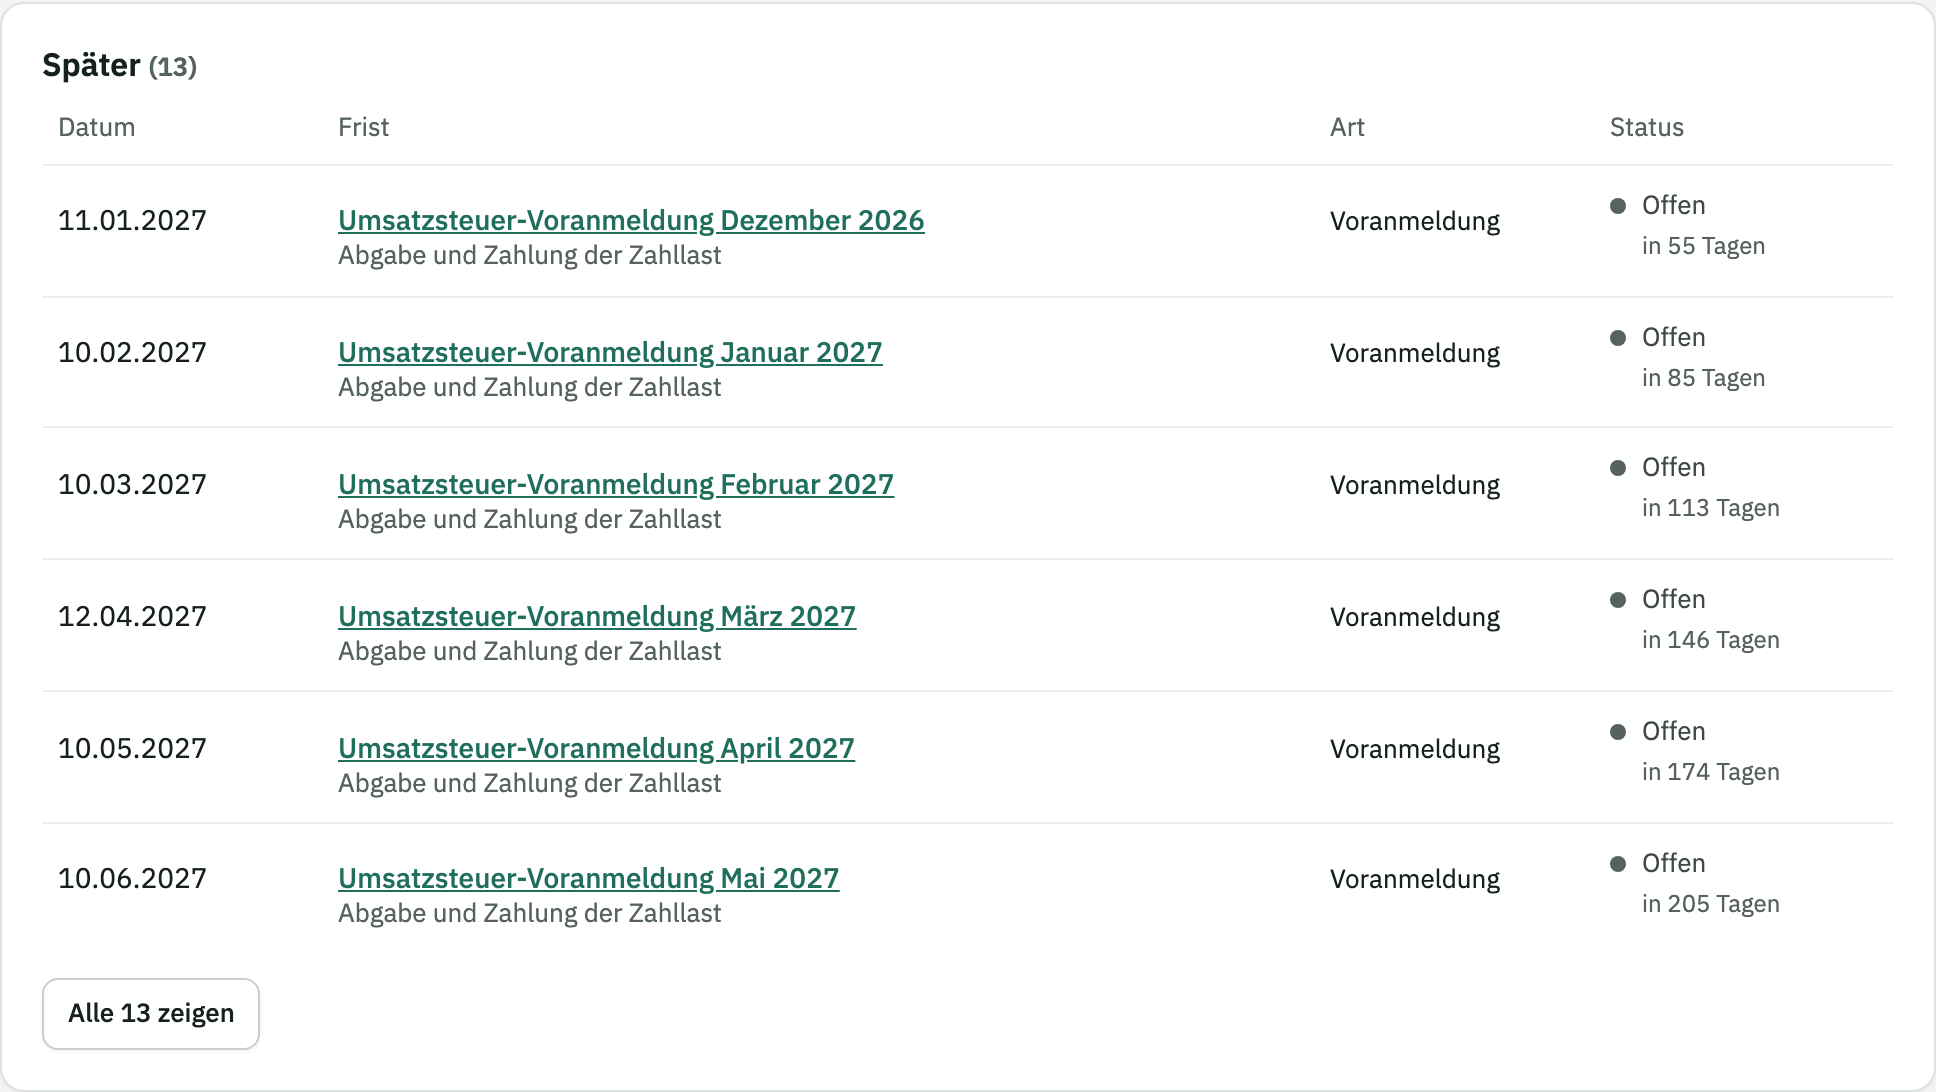 Später (13)
Datum Frist Art Status
11.01.2027 Umsatzsteuer-Voranmeldung Dezember 2026 Voranmeldung Offen
Abgabe und Zahlung der Zahllast in 55 Tagen
10.02.2027 Umsatzsteuer-Voranmeldung Januar 2027 Voranmeldung Offen
Abgabe und Zahlung der Zahllast in 85 Tagen
10.03.2027 Umsatzsteuer-Voranmeldung Februar 2027 Voranmeldung Offen
Abgabe und Zahlung der Zahllast in 113 Tagen
12.04.2027 Umsatzsteuer-Voranmeldung März 2027 Voranmeldung Offen
Abgabe und Zahlung der Zahllast in 146 Tagen
10.05.2027 Umsatzsteuer-Voranmeldung April 2027 Voranmeldung Offen
Abgabe und Zahlung der Zahllast in 174 Tagen
10.06.2027 Umsatzsteuer-Voranmeldung Mai 2027 Voranmeldung Offen
Abgabe und Zahlung der Zahllast in 205 Tagen
Alle 13 zeigen